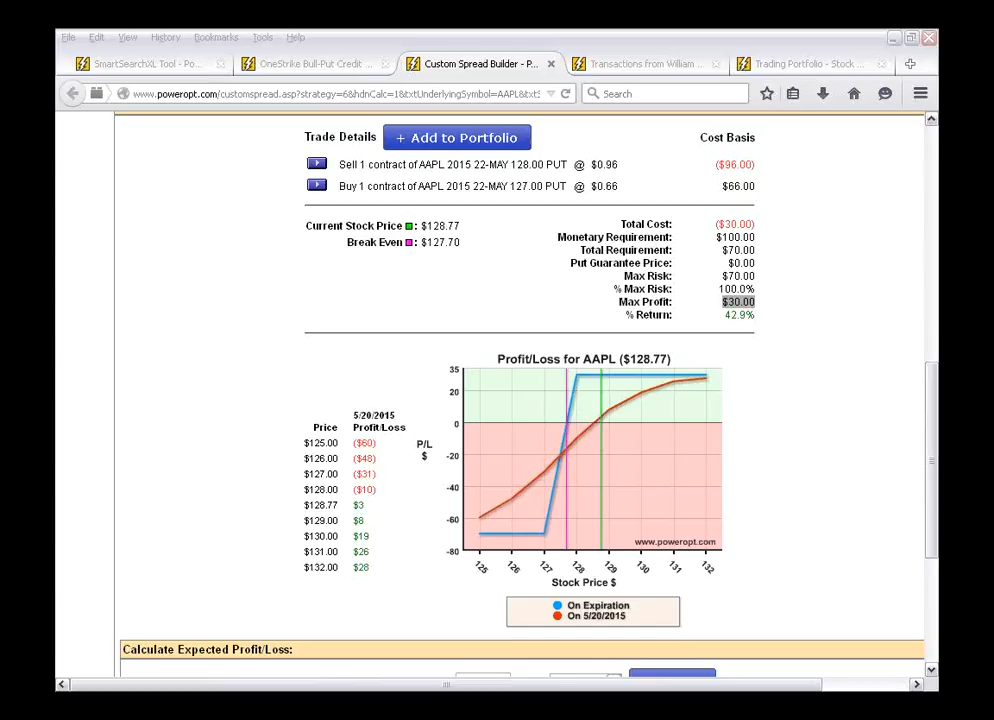 File Edit View History Bookmarks Tools Help
SmartSearchXL Tool - Po...
OneStrike Bull-Put Credit ...
Custom Spread Builder - P...
Transactions from William ...
Trading Portfolio - Stock ...
www.poweropt.com/customspread.asp?strategy=6&hdnCalc=1&txtUnderlyingSymbol=AAPL&txtS
Search
Trade Details + Add to Portfolio Cost Basis
Sell 1 contract of AAPL 2015 22-MAY 128.00 PUT @ $0.96 ($96.00)
Buy 1 contract of AAPL 2015 22-MAY 127.00 PUT @ $0.66 $66.00
Current Stock Price : $128.77
Break Even : $127.70
Total Cost: ($30.00)
Monetary Requirement: $100.00
Total Requirement: $70.00
Put Guarantee Price: $0.00
Max Risk: $70.00
% Max Risk: 100.0%
Max Profit: $30.00
% Return: 42.9%
5/20/2015
Price Profit/Loss
$125.00 ($60)
$126.00 ($48)
$127.00 ($31)
$128.00 ($10)
$128.77 $3
$129.00 $8
$130.00 $19
$131.00 $26
$132.00 $28
Profit/Loss for AAPL ($128.77)
P/L
$
35
20
0
-20
-40
-60
-80
www.poweropt.com
125 126 127 128 129 130 131 132
Stock Price $
On Expiration
On 5/20/2015
Calculate Expected Profit/Loss: